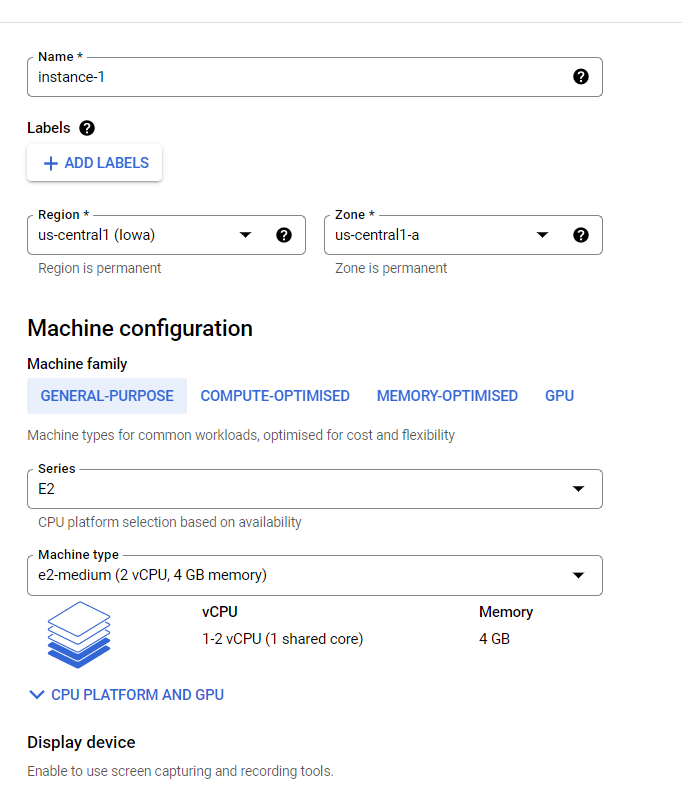 Name *
instance-1
Labels
ADD LABELS
Region *
Zone *
us-central1 (Iowa)
us-central1-a
Region is permanent
Zone is permanent
Machine configuration
Machine family
GENERAL-PURPOSE COMPUTE-OPTIMISED MEMORY-OPTIMISED GPU
Machine types for common workloads, optimised for cost and flexibility
Series
E2
CPU platform selection based on availability
Machine type
e2-medium (2 vCPU, 4 GB memory)
vCPU
Memory
1-2 vCPU (1 shared core)
4 GB
CPU PLATFORM AND GPU
Display device
Enable to use screen capturing and recording tools.